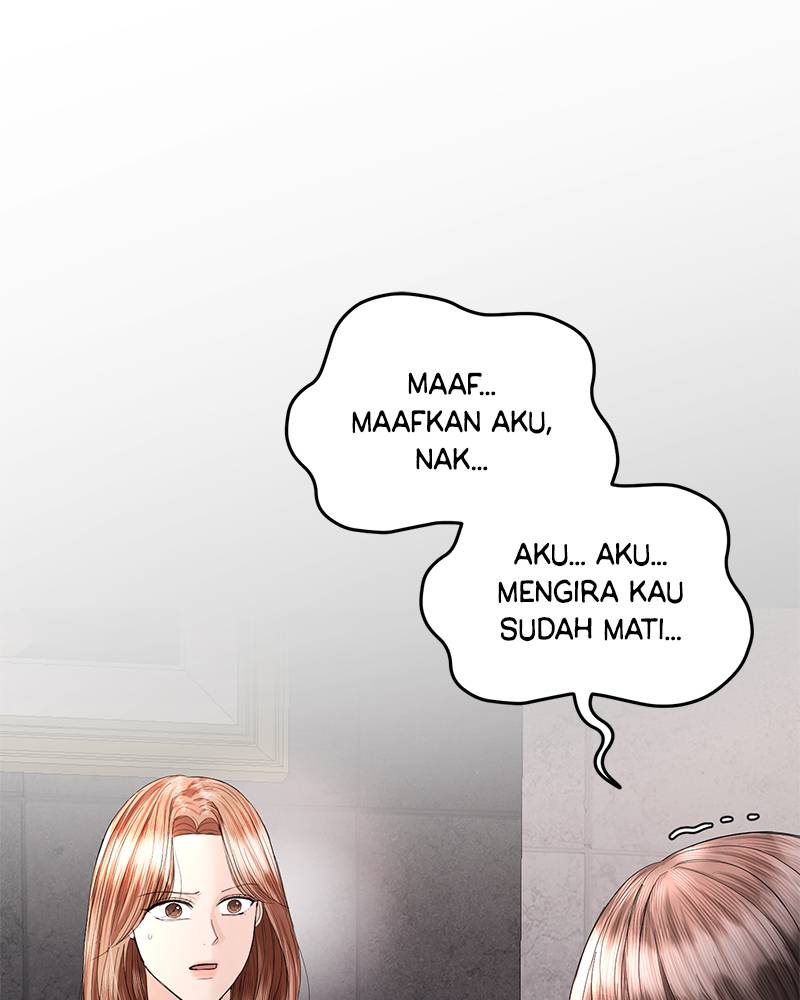 MAAF...
MAAFKAN AKU,
NAK...
AKU... AKU...
MENGIRA KAU
SUDAH MATI...